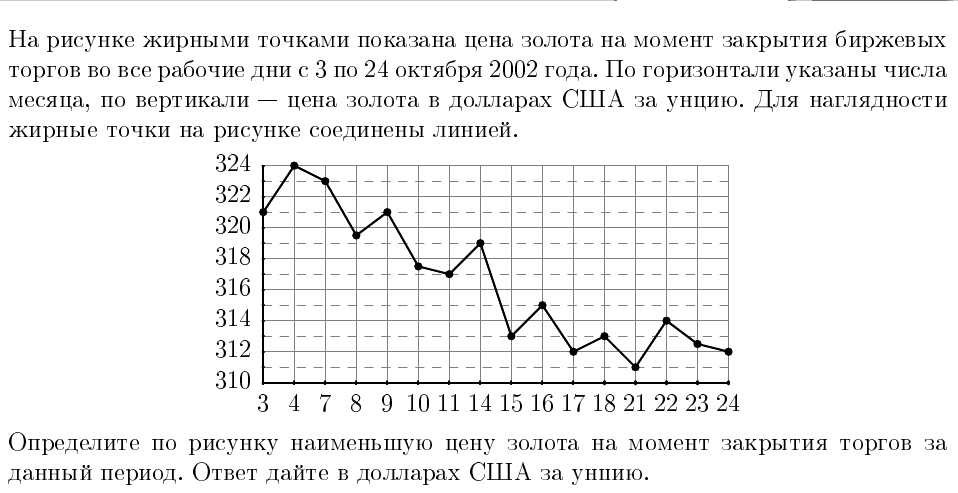 На рисунке жирными точками показана цена золота на момент закрытия биржевых
торгов во все рабочие дни с 3 по 24 октября 2002 года. По горизонтали указаны числа
месяца, по вертикали — цена золота в долларах США за унцию. Для наглядности
жирные точки на рисунке соединены линией.
324
322
320
318
316
314
312
310
3 4 7 8 9 10 11 14 15 16 17 18 21 22 23 24
Определите по рисунку наименьшую цену золота на момент закрытия торгов за
данный период. Ответ дайте в долларах США за унцию.